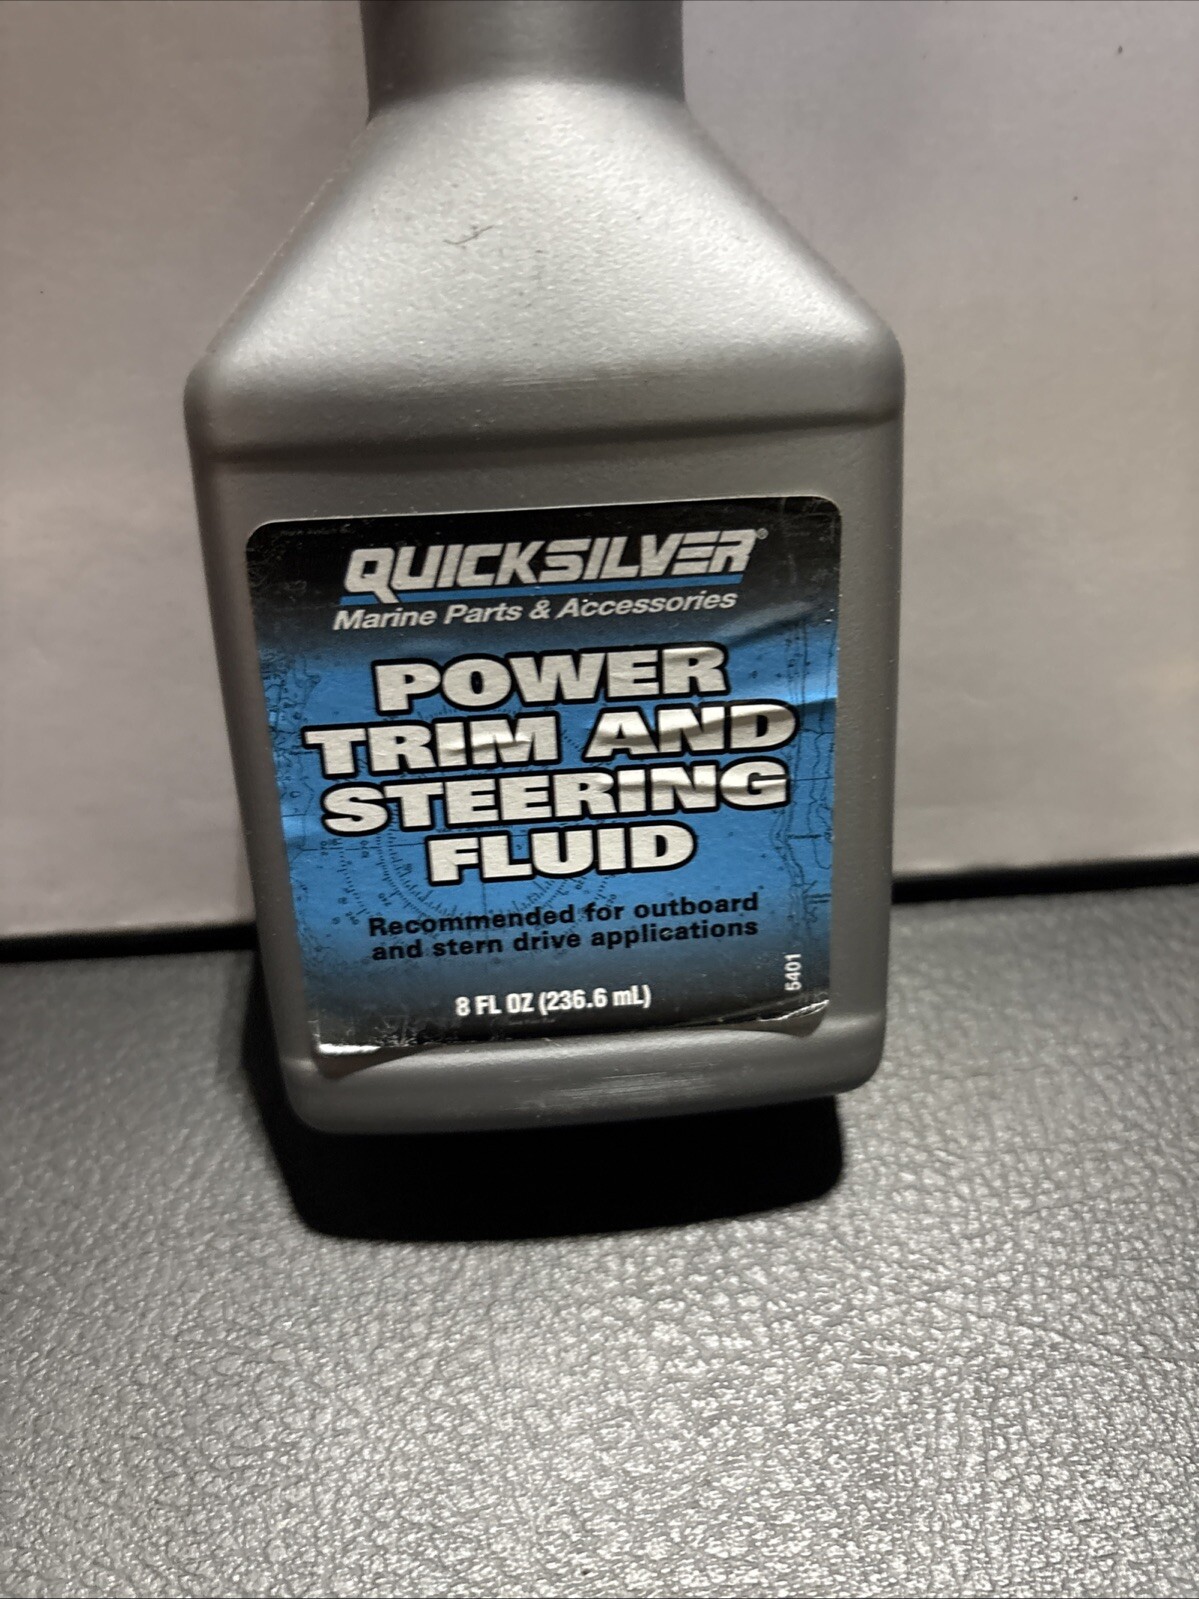 QUICKSILVER®
Marine Parts & Accessories
POWER
TRIM AND
STEERING
FLUID
Recommended for outboard
and stern drive applications
8 FL OZ (236.6 mL)
5401